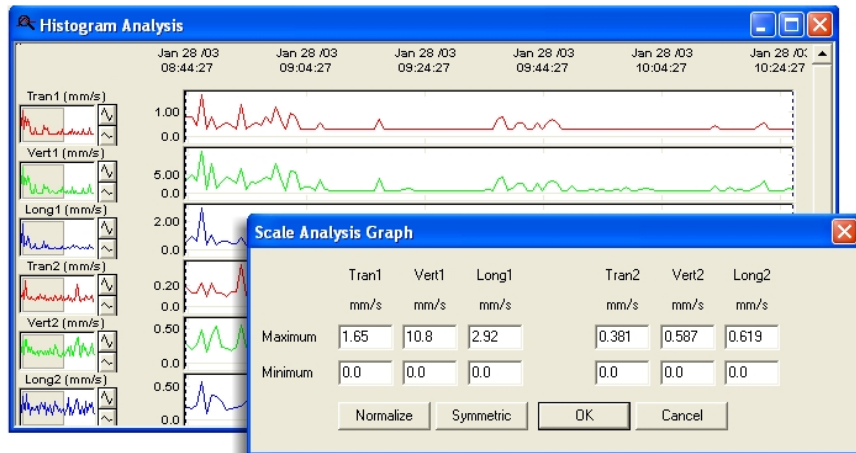 Histogram Analysis
Jan 28 /03 Jan 28 /03 Jan 28 /03 Jan 28 /03 Jan 28 /03 Jan 28 /0
08:44:27 09:04:27 09:24:27 09:44:27 10:04:27 10:24:27
Tran1 (mm/s)
1.00
0.0
Vert1 (mm/s)
5.00
0.0
Long1 (mm/s)
2.00
0.0
Tran2 (mm/s)
0.20
0.0
Vert2 (mm/s)
0.50
0.0
Long2 (mm/s)
0.50
0.0
Scale Analysis Graph
Tran1 Vert1 Long1 Tran2 Vert2 Long2
mm/s mm/s mm/s mm/s mm/s mm/s
Maximum 1.65 10.8 2.92 0.381 0.587 0.619
Minimum 0.0 0.0 0.0 0.0 0.0 0.0
Normalize Symmetric OK Cancel